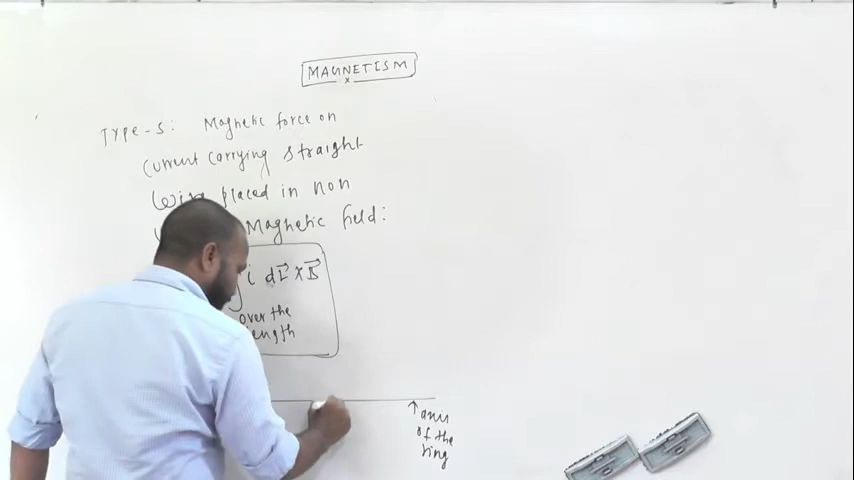 MAGNETISM
x
TYPE-5: Magnetic force on
Current carrying straight
wire placed in non
Magnetic field:
∫ i dL⃗ × B⃗
over the
length
↑ axis
of the
ring